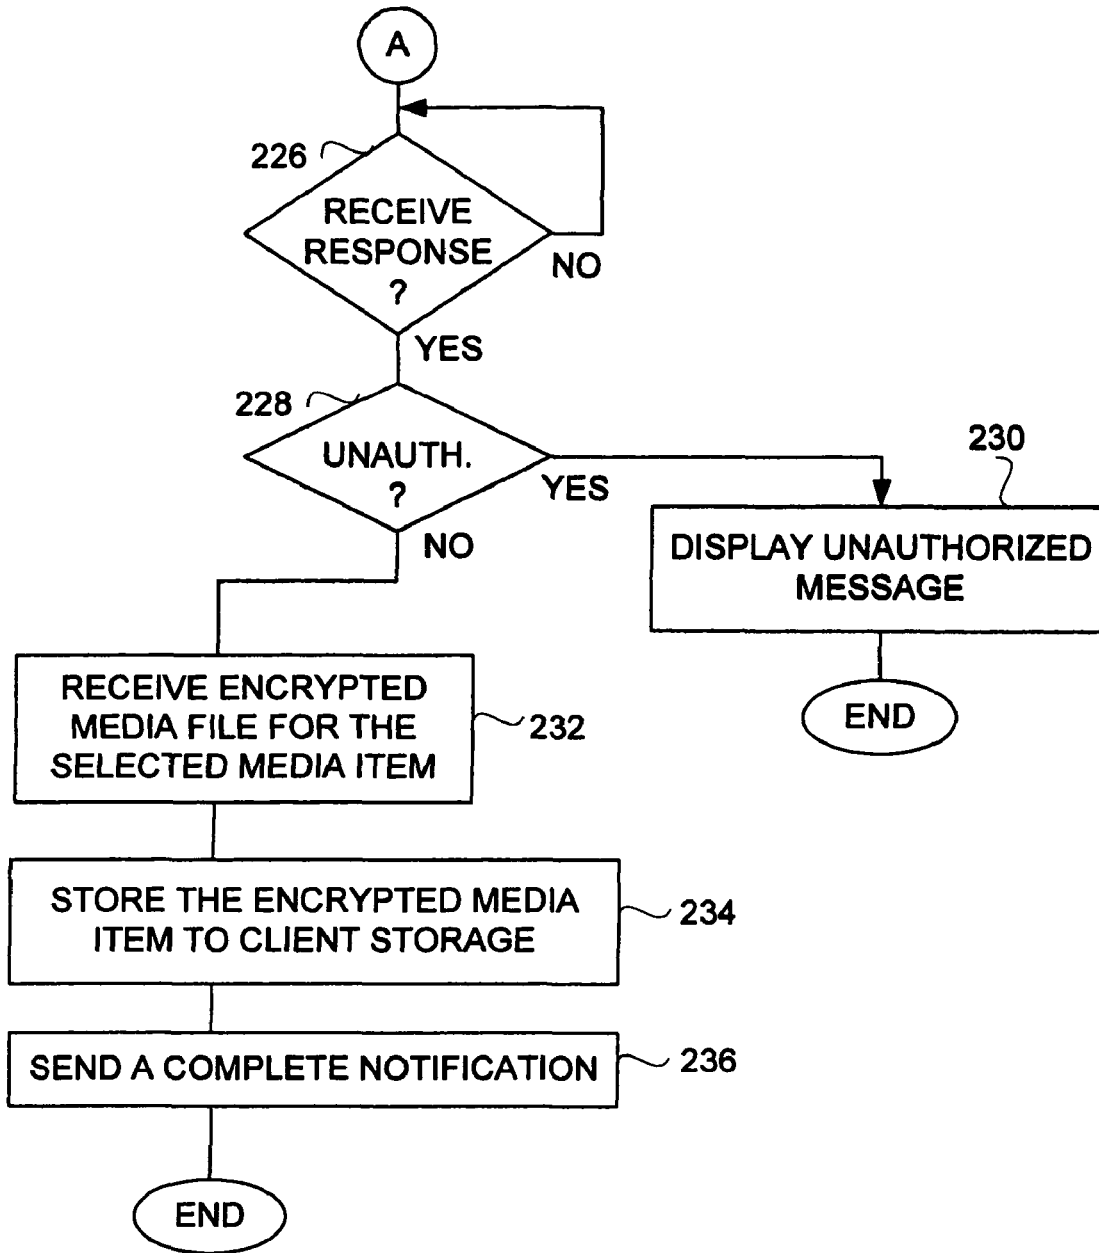 A
226
RECEIVE
RESPONSE
?
NO
YES
228
UNAUTH.
?
YES
NO
230
DISPLAY UNAUTHORIZED
MESSAGE
END
RECEIVE ENCRYPTED
MEDIA FILE FOR THE
SELECTED MEDIA ITEM
232
STORE THE ENCRYPTED MEDIA
ITEM TO CLIENT STORAGE
234
SEND A COMPLETE NOTIFICATION
236
END